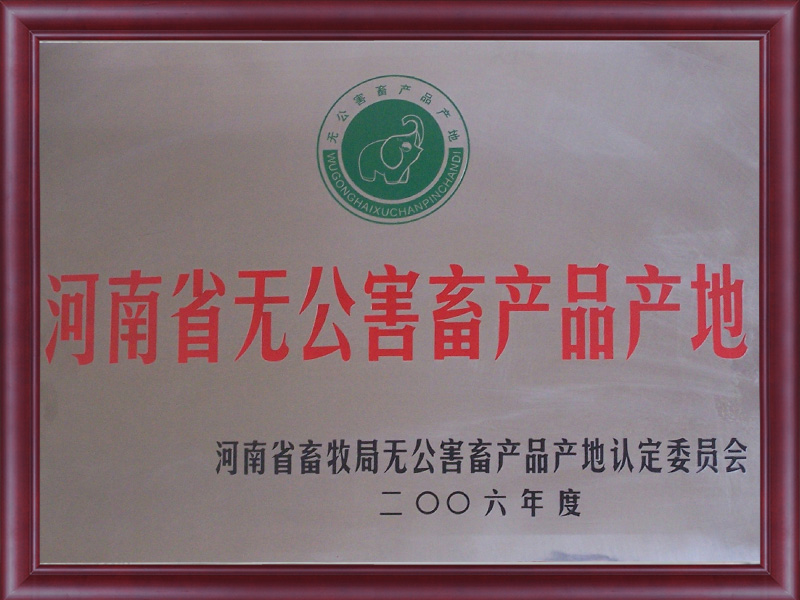 无公害畜产品产地
WUGONGHAIXUCHANPINCHANDI
河南省无公害畜产品产地
河南省畜牧局无公害畜产品产地认定委员会
二〇〇六年度